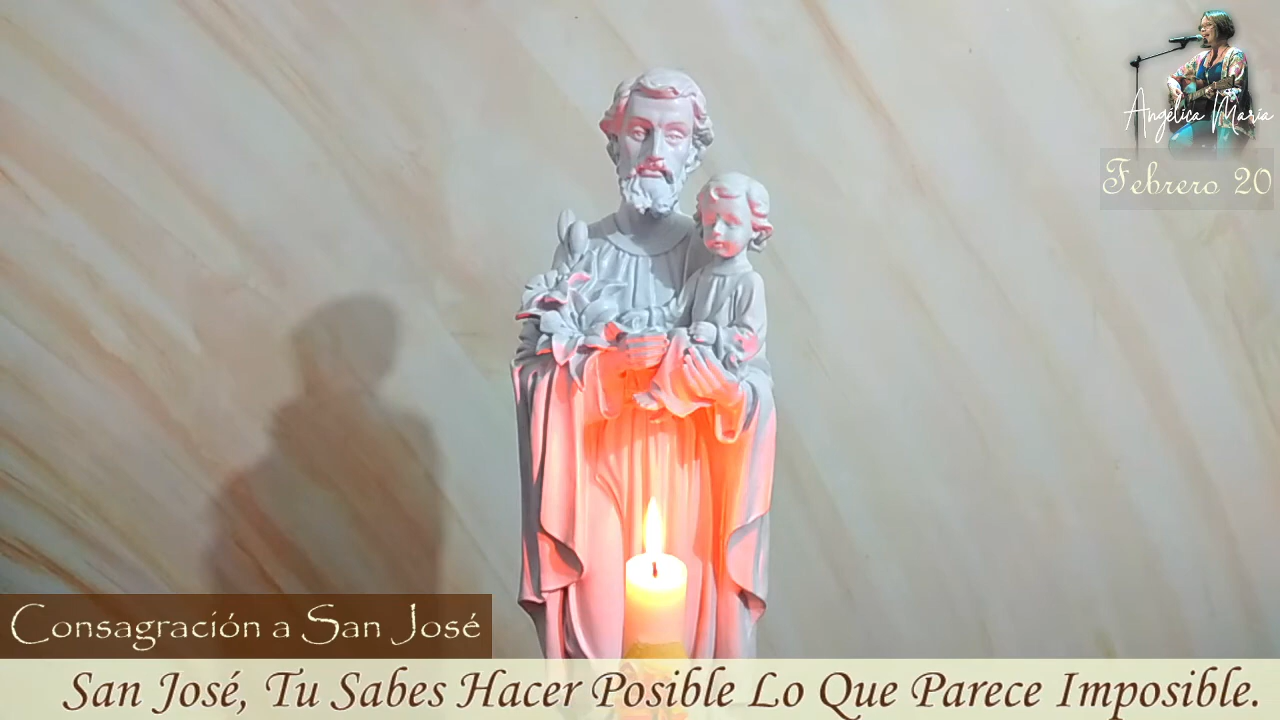 Angélica María
Febrero 20
Consagración a San José
San José, Tu Sabes Hacer Posible Lo Que Parece Imposible.